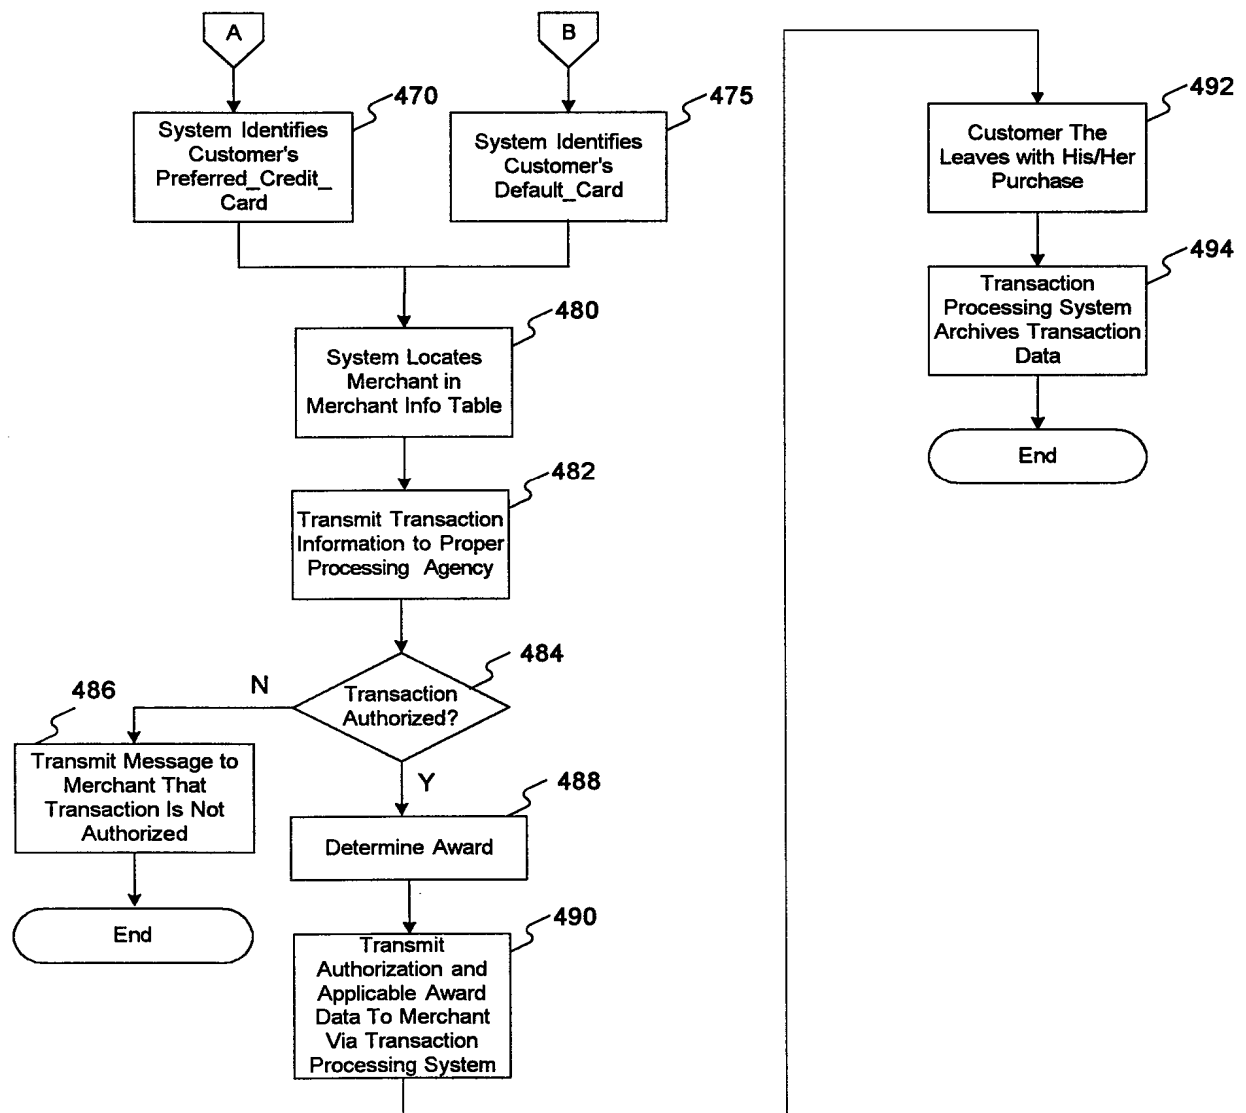 A
B
470
System Identifies
Customer's
Preferred_Credit_
Card
475
System Identifies
Customer's
Default_Card
480
System Locates
Merchant in
Merchant Info Table
482
Transmit Transaction
Information to Proper
Processing Agency
484
Transaction
Authorized?
N
486
Transmit Message to
Merchant That
Transaction Is Not
Authorized
End
Y
488
Determine Award
490
Transmit
Authorization and
Applicable Award
Data To Merchant
Via Transaction
Processing System
492
Customer The
Leaves with His/Her
Purchase
494
Transaction
Processing System
Archives Transaction
Data
End